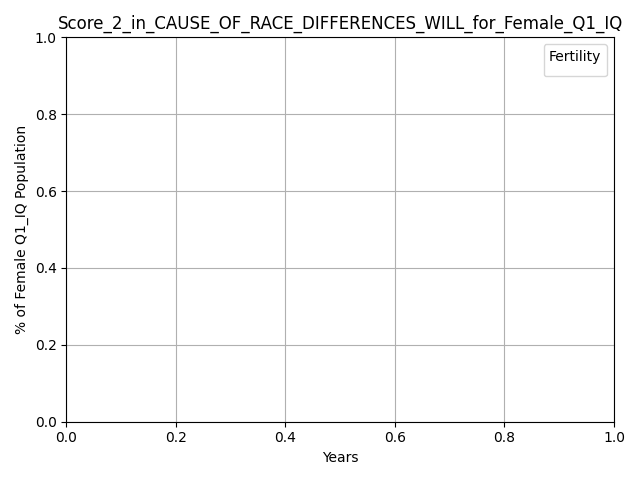 Score_2_in_CAUSE_OF_RACE_DIFFERENCES_WILL_for_Female_Q1_IQ
Fertility
% of Female Q1_IQ Population
1.0
0.8
0.6
0.4
0.2
0.0
0.0 0.2 0.4 0.6 0.8 1.0
Years